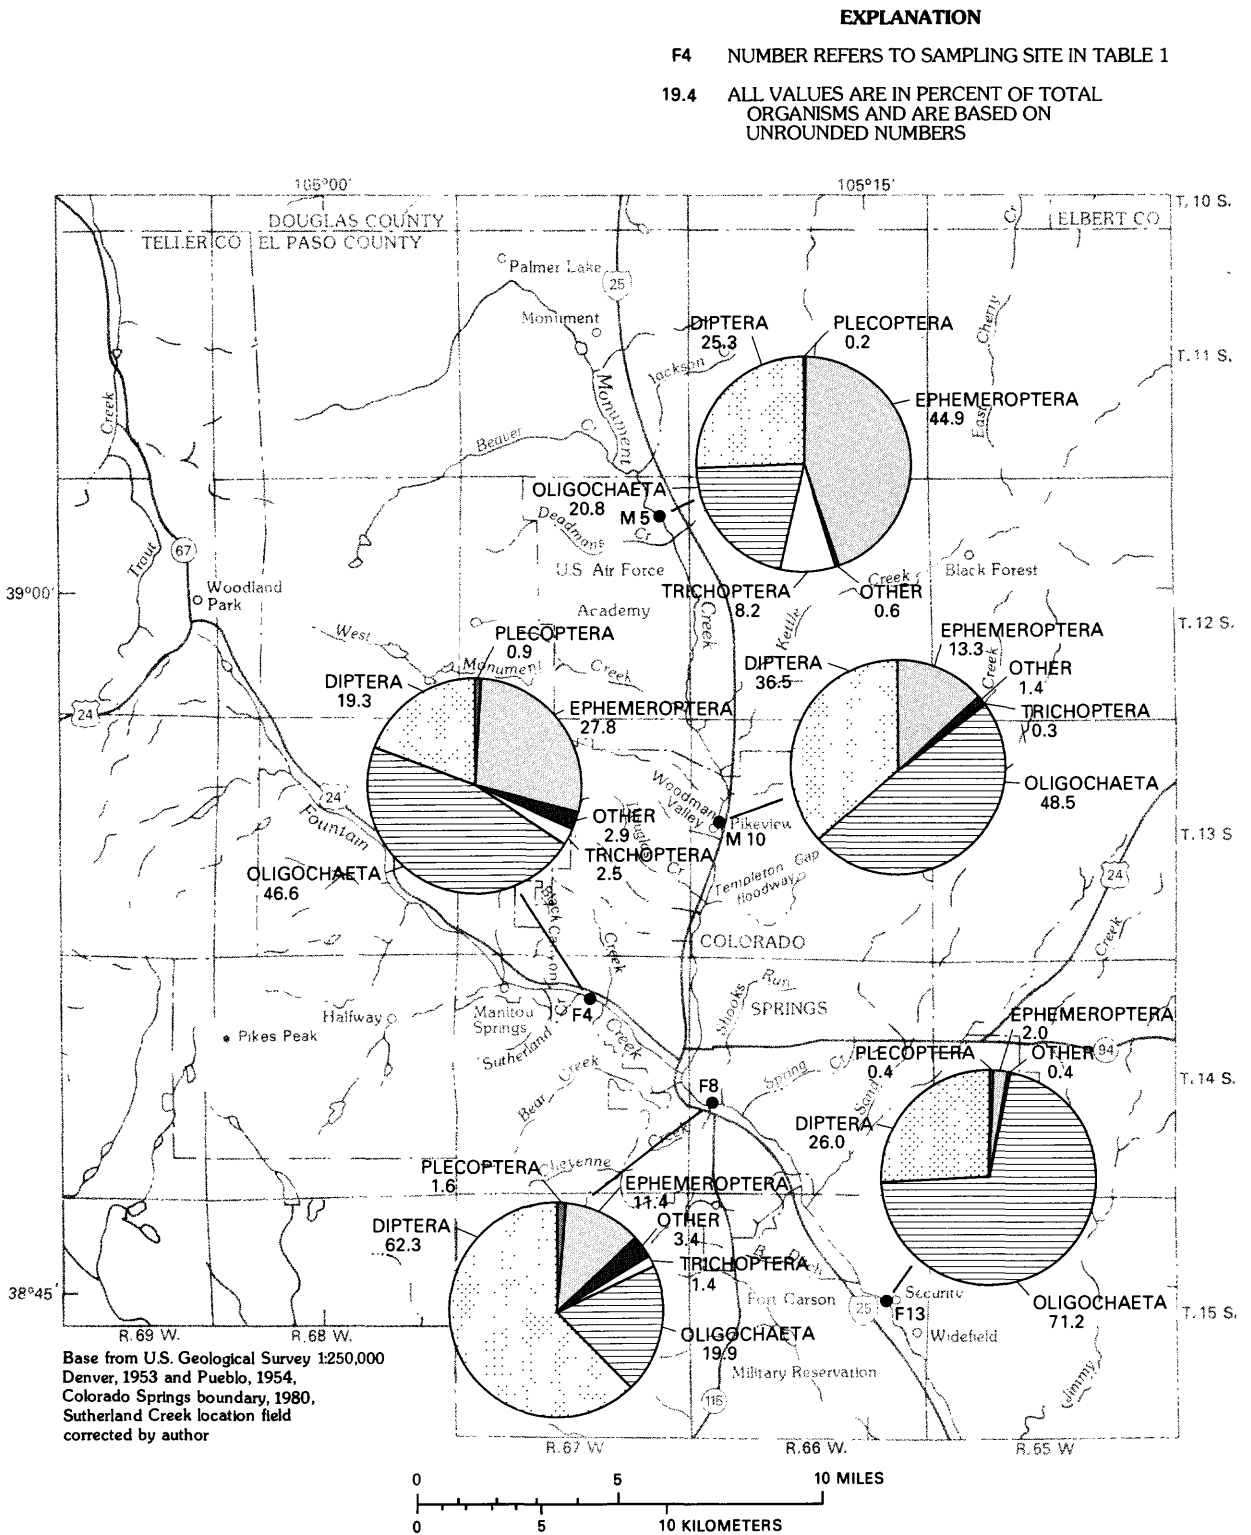 EXPLANATION
F4 NUMBER REFERS TO SAMPLING SITE IN TABLE 1
19.4 ALL VALUES ARE IN PERCENT OF TOTAL
ORGANISMS AND ARE BASED ON
UNROUNDED NUMBERS
105°00'
105°15'
T. 10 S.
DOUGLAS COUNTY
ELBERT CO
TELLER CO
EL PASO COUNTY
Palmer Lake
25
Monument
DIPTERA
25.3
PLECOPTERA
0.2
Cr
Cherry
East
T. 11 S.
Jackson Cr
Monument
Creek
Beaver C
EPHEMEROPTERA
44.9
OLIGOCHAETA
20.8
M 5
Deadmans
Cr
U.S. Air Force
Academy
TRICHOPTERA
8.2
OTHER
0.6
Creek
Black Forest
Trout
67
39°00'
Woodland
Park
Creek
Kettle
T. 12 S.
West
Monument
Creek
PLECOPTERA
0.9
DIPTERA
19.3
EPHEMEROPTERA
27.8
OTHER
2.9
TRICHOPTERA
2.5
OLIGOCHAETA
46.6
EPHEMEROPTERA
13.3
Creek
DIPTERA
36.5
OTHER
1.4
TRICHOPTERA
0.3
OLIGOCHAETA
48.5
24
24
Fountain
Woodmen
Valley
Pikeview
M 10
Cr
Templeton Gap
floodway
T. 13 S
24
Creek
Black Canyon
Creek
COLORADO
SPRINGS
Shooks
Run
F4
Manitou
Springs
Halfway
Pikes Peak
Sutherland
Creek
Bear
Creek
Spring Cr
Sand
94
EPHEMEROPTERA
2.0
PLECOPTERA
0.4
OTHER
0.4
DIPTERA
26.0
OLIGOCHAETA
71.2
T. 14 S.
F8
Creek
Cheyenne
PLECOPTERA
1.6
EPHEMEROPTERA
11.4
DIPTERA
62.3
OTHER
3.4
TRICHOPTERA
1.4
OLIGOCHAETA
19.9
Fort Carson
Military Reservation
25
Security
F13
Widefield
Jimmy
115
38°45'
T. 15 S.
R. 69 W.
R. 68 W.
R. 67 W
R. 66 W.
R. 65 W
Base from U.S. Geological Survey 1:250,000
Denver, 1953 and Pueblo, 1954,
Colorado Springs boundary, 1980,
Sutherland Creek location field
corrected by author
0 5 10 MILES
0 5 10 KILOMETERS